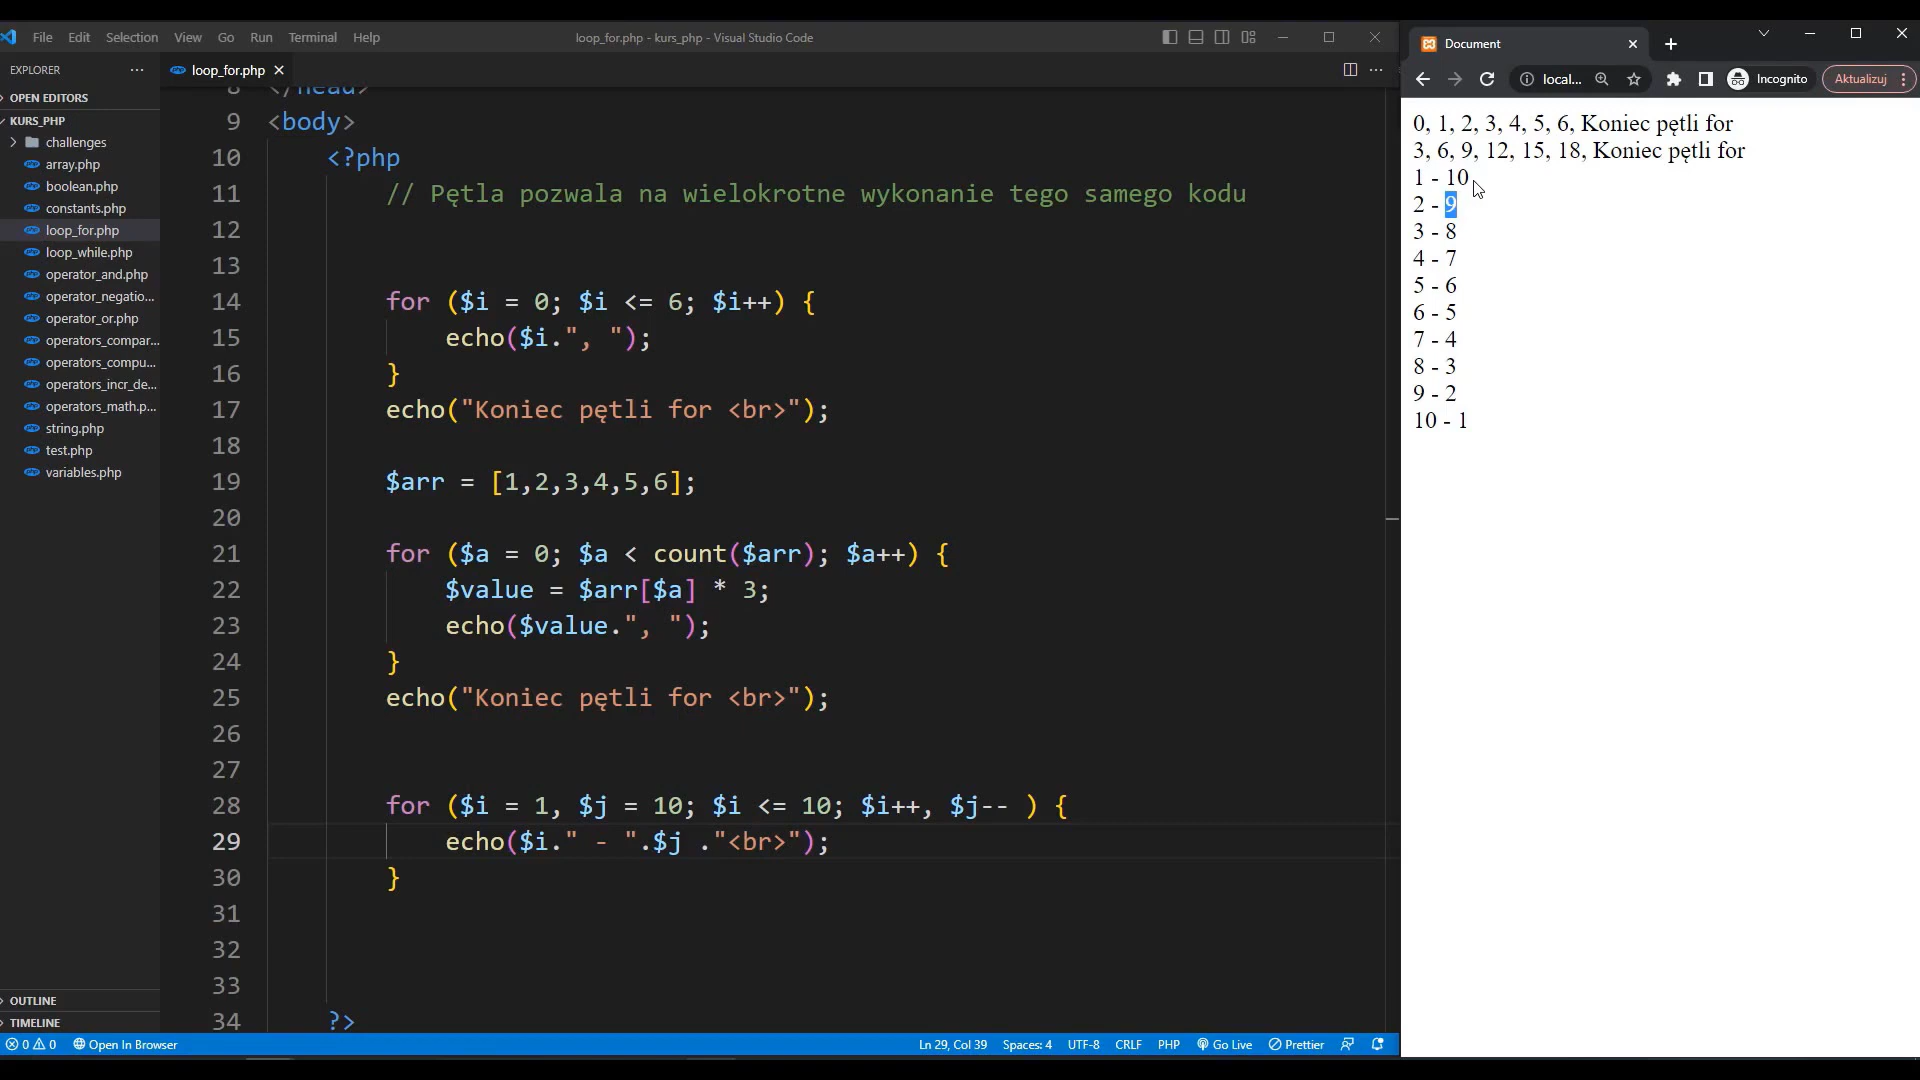 File Edit Selection View Go Run Terminal Help
loop_for.php - kurs_php - Visual Studio Code
EXPLORER
OPEN EDITORS
KURS_PHP
challenges
array.php
boolean.php
constants.php
loop_for.php
loop_while.php
operator_and.php
operator_negatio...
operator_or.php
operators_compar...
operators_compu...
operators_incr_de...
operators_math.p...
string.php
test.php
variables.php
OUTLINE
TIMELINE
loop_for.php
8 </head>
9 <body>
10 <?php
11 // Pętla pozwala na wielokrotne wykonanie tego samego kodu
12
13
14 for ($i = 0; $i <= 6; $i++) {
15 echo($i.", ");
16 }
17 echo("Koniec pętli for <br>");
18
19 $arr = [1,2,3,4,5,6];
20
21 for ($a = 0; $a < count($arr); $a++) {
22 $value = $arr[$a] * 3;
23 echo($value.", ");
24 }
25 echo("Koniec pętli for <br>");
26
27
28 for ($i = 1, $j = 10; $i <= 10; $i++, $j-- ) {
29 echo($i." - ".$j ."<br>");
30 }
31
32
33
34 ?>
0 0 Open In Browser
Ln 29, Col 39 Spaces: 4 UTF-8 CRLF PHP Go Live Prettier
Document
local... Incognito Aktualizuj
0, 1, 2, 3, 4, 5, 6, Koniec pętli for
3, 6, 9, 12, 15, 18, Koniec pętli for
1 - 10
2 - 9
3 - 8
4 - 7
5 - 6
6 - 5
7 - 4
8 - 3
9 - 2
10 - 1